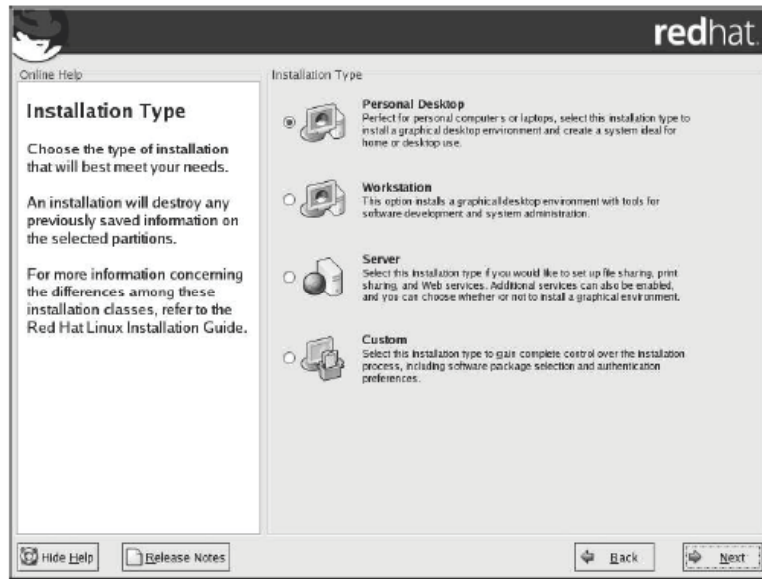 redhat.
Online Help
Installation Type
Choose the type of installation
that will best meet your needs.
An installation will destroy any
previously saved information on
the selected partitions.
For more information concerning
the differences among these
installation classes, refer to the
Red Hat Linux Installation Guide.
Installation Type
Personal Desktop
Perfect for personal computers or laptops, select this installation type to
install a graphical desktop environment and create a system ideal for
home or desktop use.
Workstation
This option installs a graphical desktop environment with tools for
software development and system administration.
Server
Select this installation type if you would like to set up file sharing, print
sharing, and Web services. Additional services can also be enabled,
and you can choose whether or not to install a graphical environment.
Custom
Select this installation type to gain complete control over the installation
process, including software package selection and authentication
preferences.
Hide Help
Release Notes
Back
Next